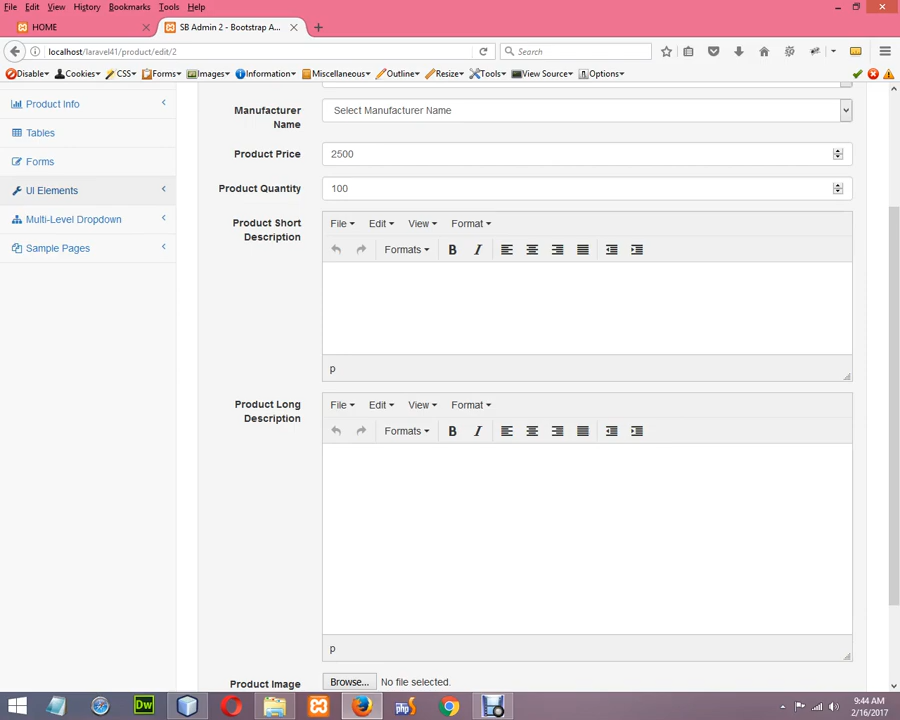 File Edit View History Bookmarks Tools Help
HOME
SB Admin 2 - Bootstrap A...
localhost/laravel41/product/edit/2
Search
Disable Cookies CSS Forms Images Information Miscellaneous Outline Resize Tools View Source Options
Product Info
Tables
Forms
UI Elements
Multi-Level Dropdown
Sample Pages
Manufacturer
Name
Select Manufacturer Name
Product Price
2500
Product Quantity
100
Product Short
Description
File Edit View Format
Formats B I
p
Product Long
Description
File Edit View Format
Formats B I
p
Product Image
Browse... No file selected.
Dw
php
9:44 AM
2/16/2017